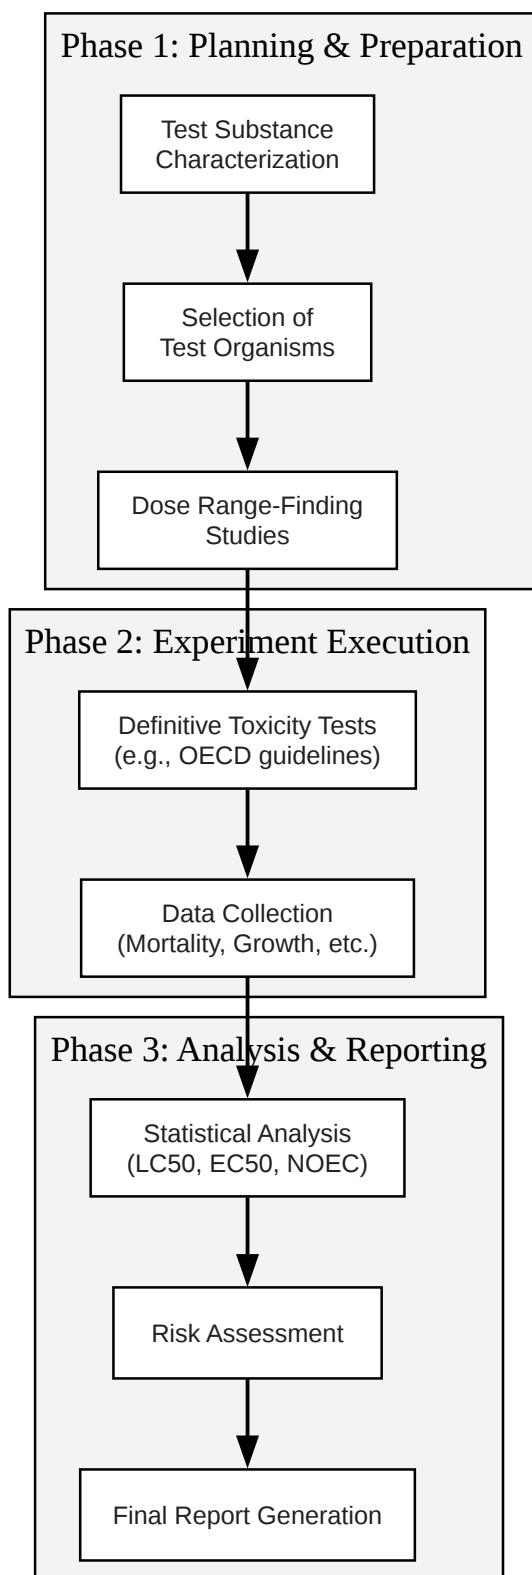 Phase 1: Planning & Preparation
Test Substance
Characterization
Selection of
Test Organisms
Dose Range-Finding
Studies
Phase 2: Experiment Execution
Definitive Toxicity Tests
(e.g., OECD guidelines)
Data Collection
(Mortality, Growth, etc.)
Phase 3: Analysis & Reporting
Statistical Analysis
(LC50, EC50, NOEC)
Risk Assessment
Final Report Generation